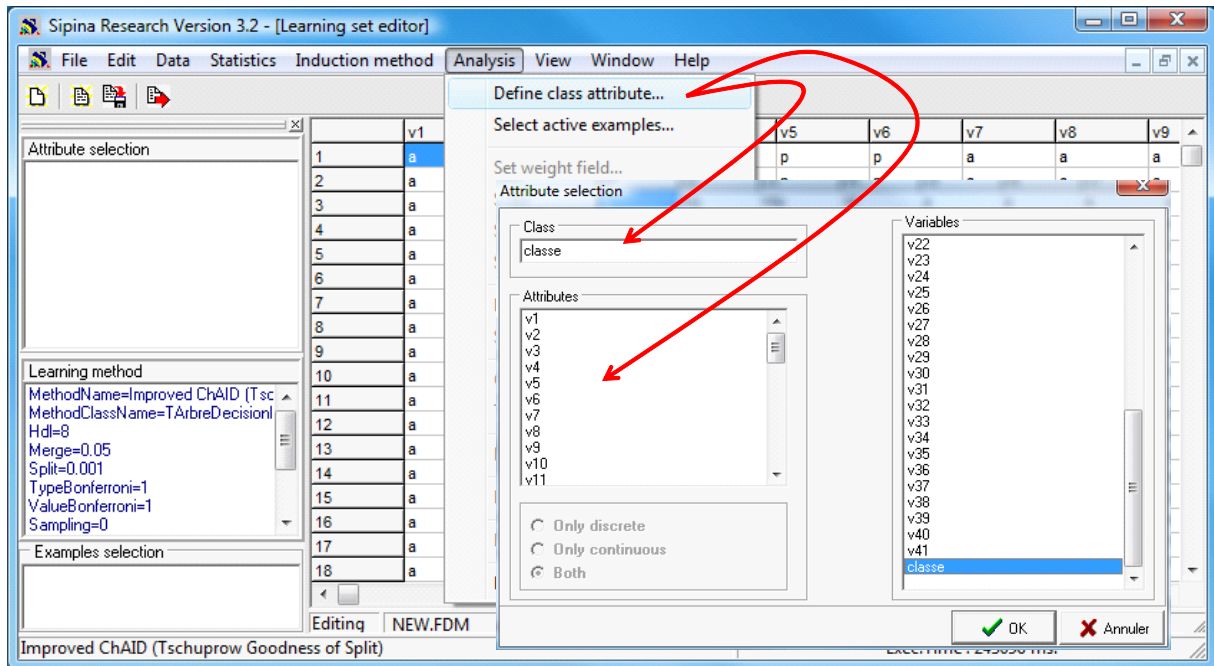 Sipina Research Version 3.2 - [Learning set editor]
File Edit Data Statistics Induction method Analysis View Window Help
Define class attribute...
Select active examples...
Set weight field...
Attribute selection
v1 v5 v6 v7 v8 v9
1 a p p a a a
2 a
3 a
4 a
5 a
6 a
7 a
8 a
9 a
10 a
11 a
12 a
13 a
14 a
15 a
16 a
17 a
18 a
Learning method
MethodName=Improved ChAID (Tsc
MethodClassName=TArbreDecisionI
Hdl=8
Merge=0.05
Split=0.001
TypeBonferroni=1
ValueBonferroni=1
Sampling=0
Examples selection
Attribute selection
Class
classe
Attributes
v1
v2
v3
v4
v5
v6
v7
v8
v9
v10
v11
Only discrete
Only continuous
Both
Variables
v22
v23
v24
v25
v26
v27
v28
v29
v30
v31
v32
v33
v34
v35
v36
v37
v38
v39
v40
v41
classe
OK Annuler
Editing NEW.FDM
Improved ChAID (Tschuprow Goodness of Split)